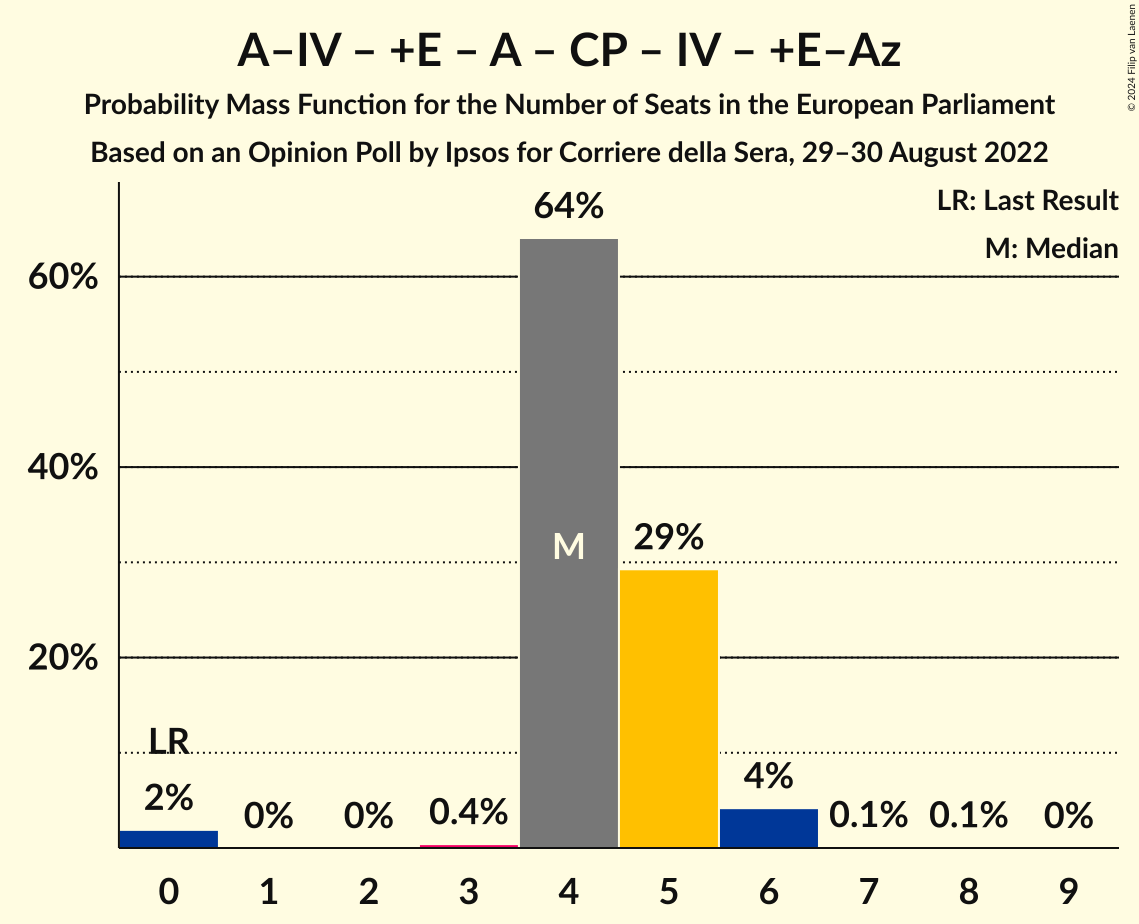 A–IV – +E – A – CP – IV – +E–Az
Probability Mass Function for the Number of Seats in the European Parliament
Based on an Opinion Poll by Ipsos for Corriere della Sera, 29–30 August 2022
© 2024 Filip van Laenen
LR: Last Result
M: Median
64%
60%
40%
M
29%
20%
LR
2%
0%
0%
0.4%
4%
0.1%
0.1%
0%
0 1 2 3 4 5 6 7 8 9